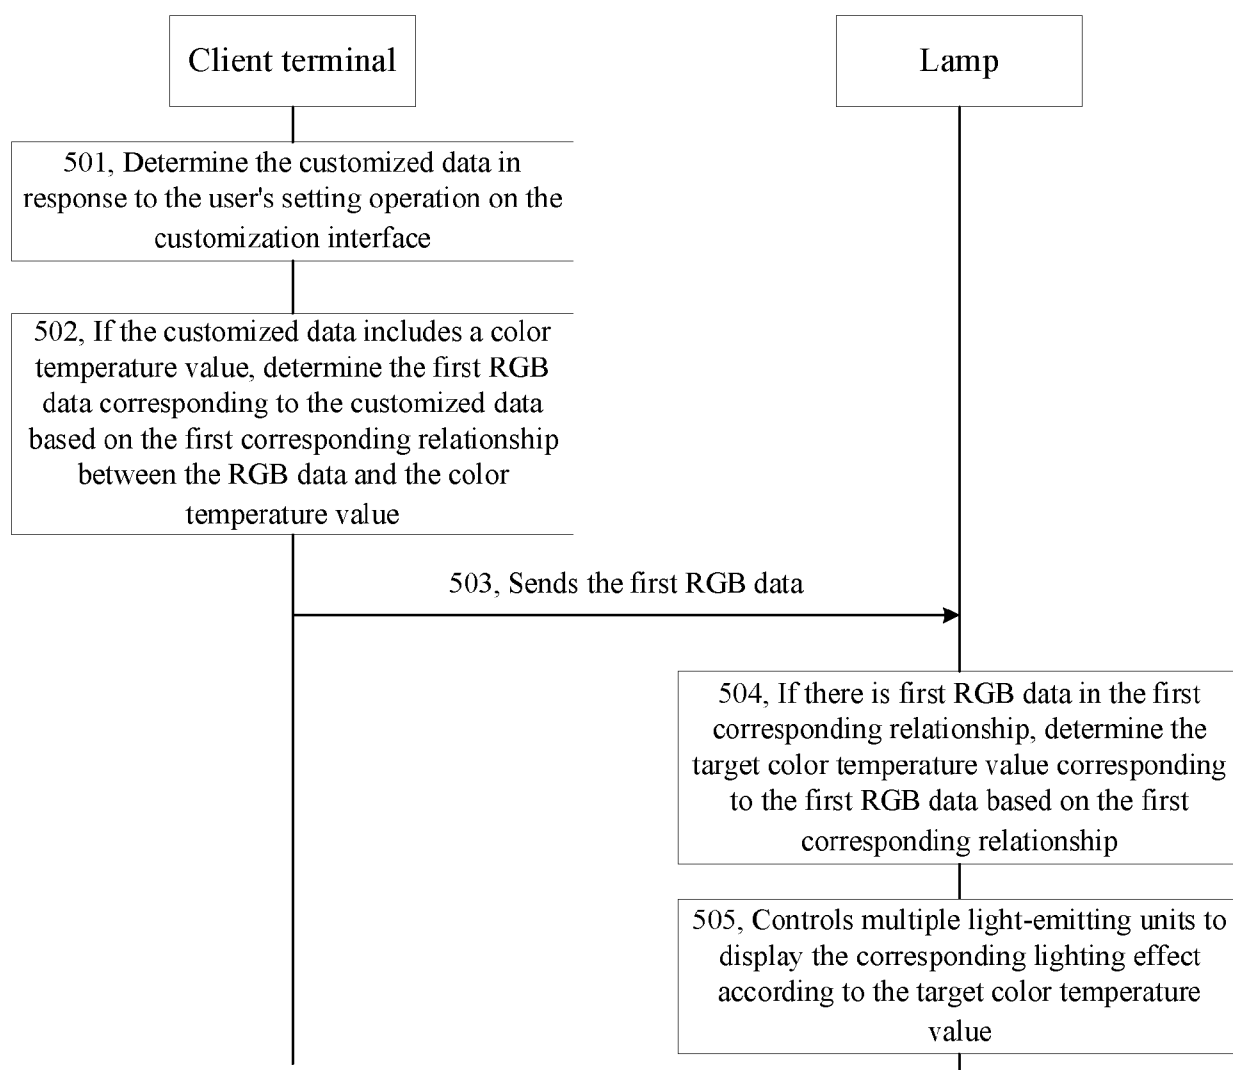 Client terminal
Lamp
501, Determine the customized data in
response to the user's setting operation on the
customization interface
502, If the customized data includes a color
temperature value, determine the first RGB
data corresponding to the customized data
based on the first corresponding relationship
between the RGB data and the color
temperature value
503, Sends the first RGB data
504, If there is first RGB data in the first
corresponding relationship, determine the
target color temperature value corresponding
to the first RGB data based on the first
corresponding relationship
505, Controls multiple light-emitting units to
display the corresponding lighting effect
according to the target color temperature
value